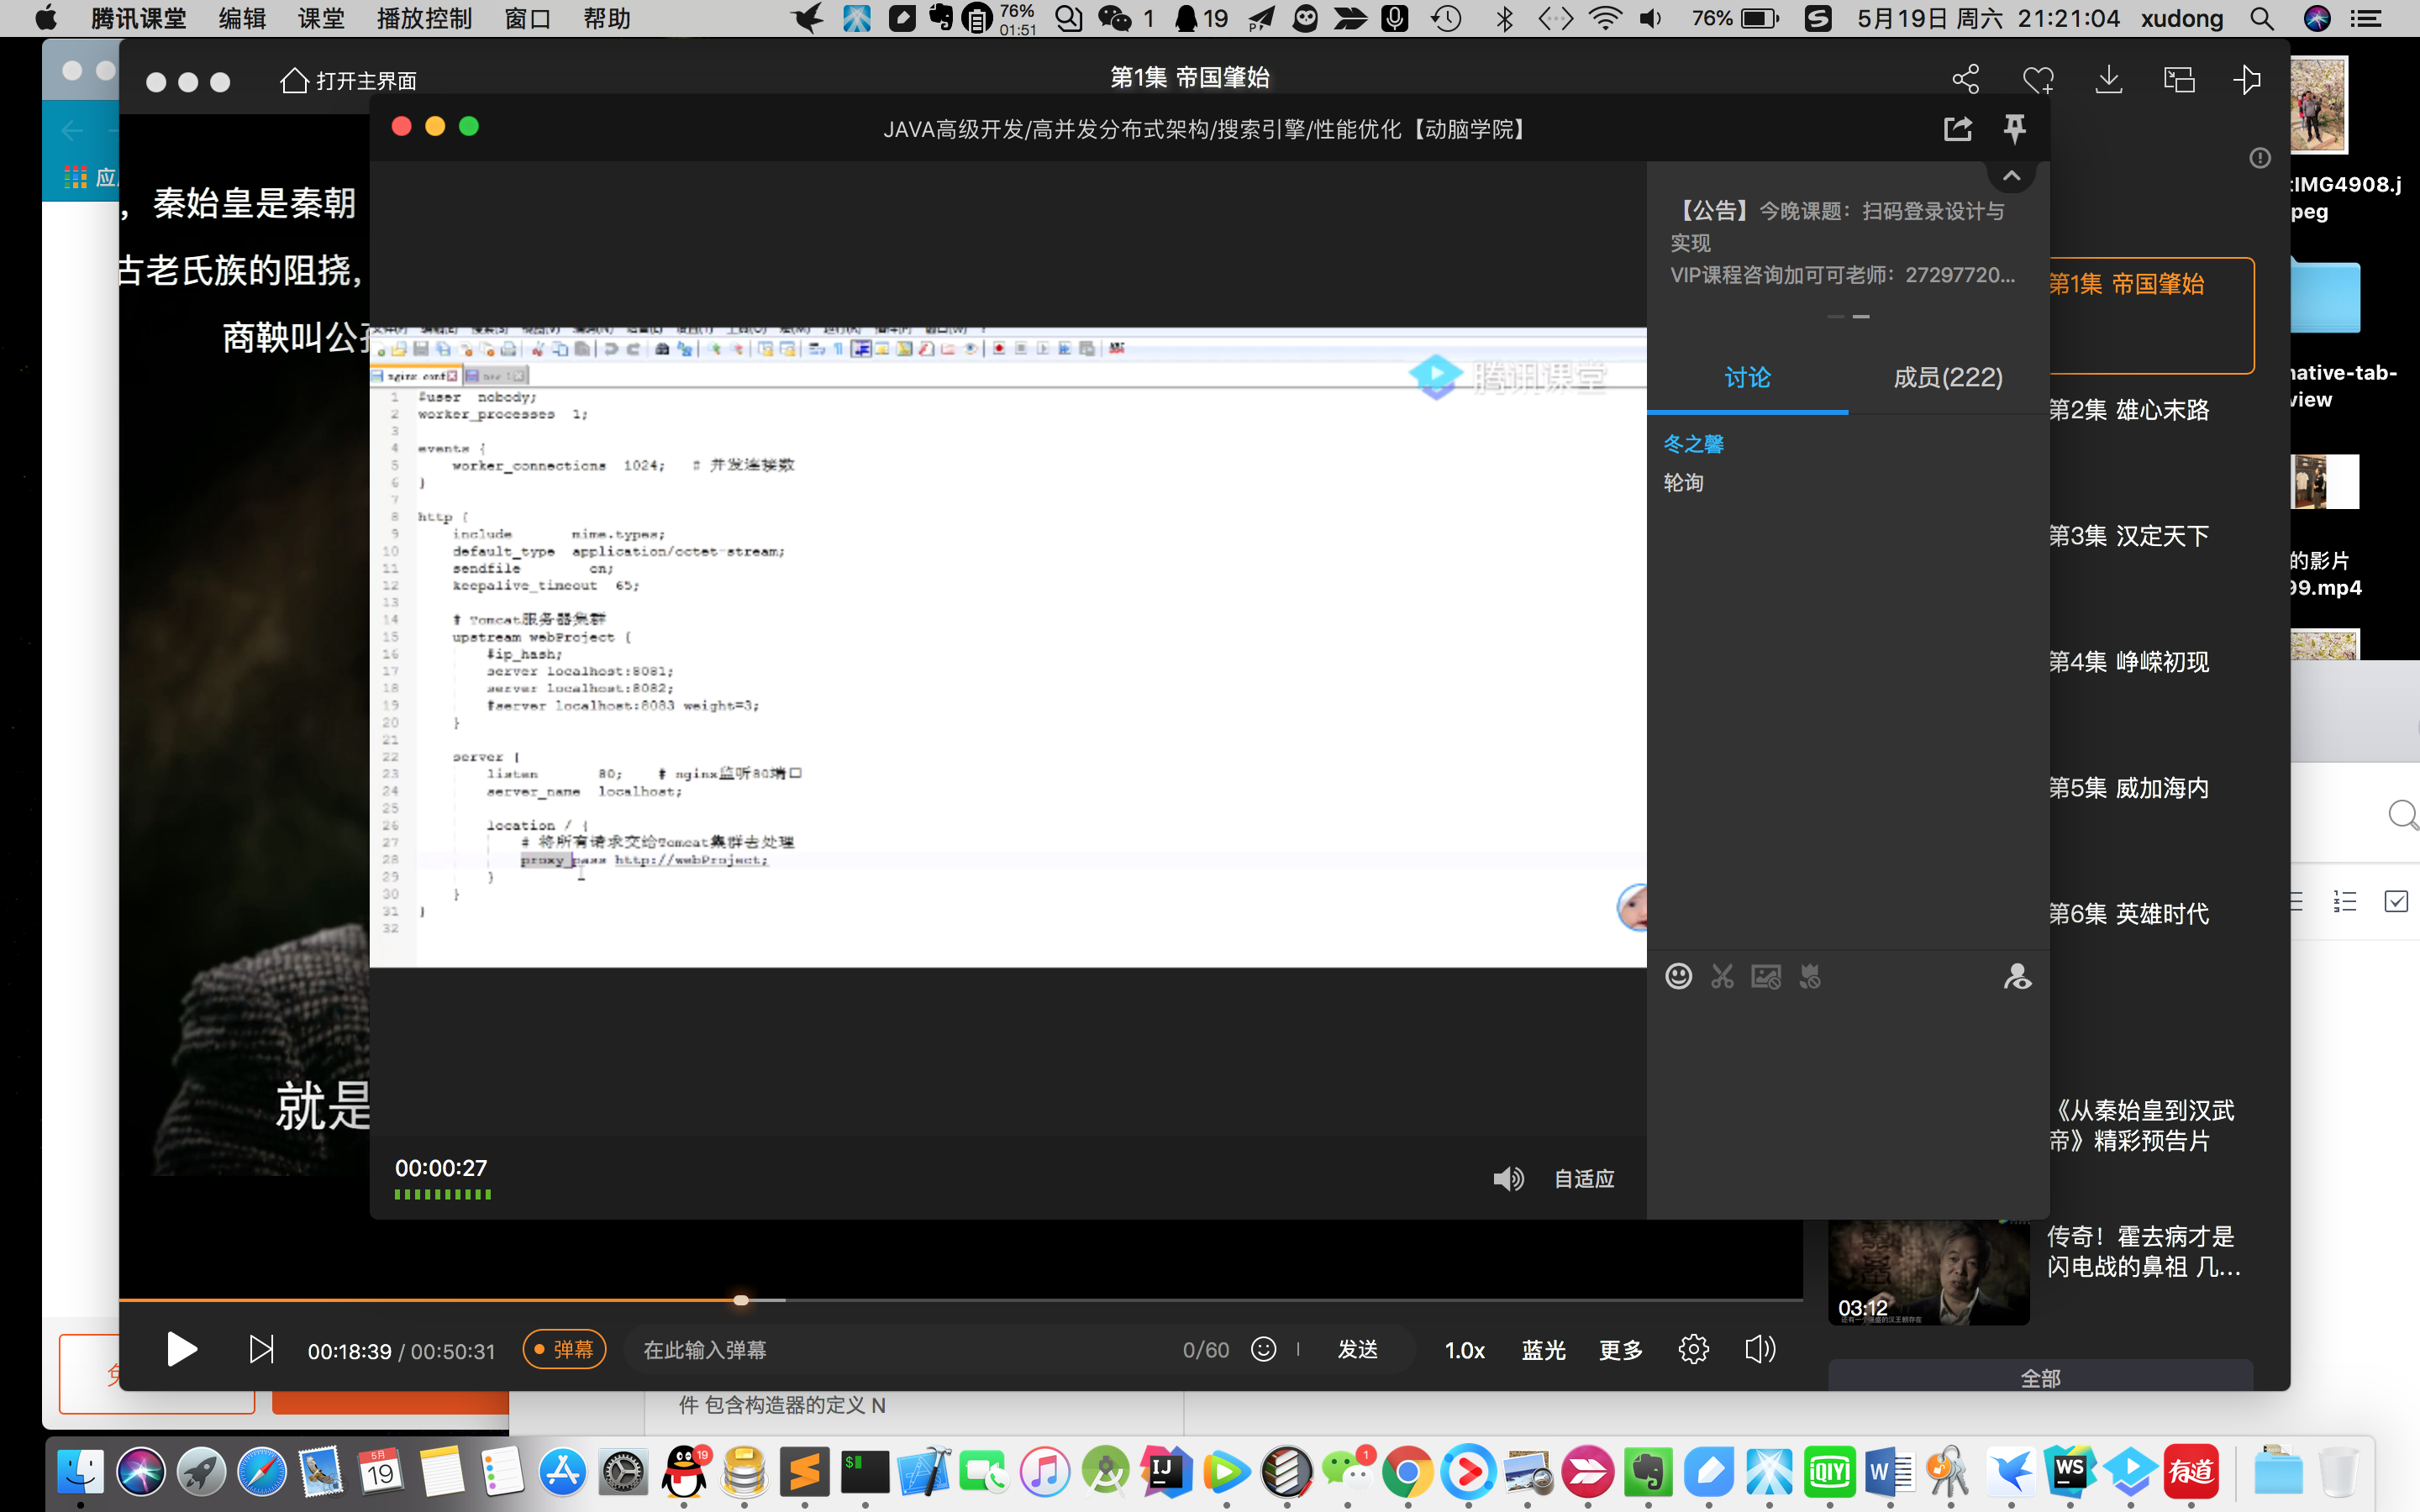 腾讯课堂 编辑 课堂 播放控制 窗口 帮助
76%
01:51
1
19
76%
5月19日 周六 21:21:04 xudong
打开主界面
第1集 帝国肇始
JAVA高级开发/高并发分布式架构/搜索引擎/性能优化【动脑学院】
，秦始皇是秦朝
古老氏族的阻挠,
商鞅叫公
就是
【公告】今晚课题：扫码登录设计与
实现
VIP课程咨询加可可老师：27297720...
讨论 成员(222)
冬之馨
轮询
腾讯课堂
nginx.conf
new 1
1 #user nobody;
2 worker_processes 1;
3
4 events {
5 worker_connections 1024; # 并发连接数
6 }
7
8 http {
9 include mime.types;
10 default_type application/octet-stream;
11 sendfile on;
12 keepalive_timeout 65;
13
14 # Tomcat服务器集群
15 upstream webProject {
16 #ip_hash;
17 server localhost:8081;
18 server localhost:8082;
19 #server localhost:8083 weight=3;
20 }
21
22 server {
23 listen 80; # nginx监听80端口
24 server_name localhost;
25
26 location / {
27 # 将所有请求交给Tomcat集群去处理
28 proxy_pass http://webProject;
29 }
30 }
31 }
32
00:00:27
自适应
第1集 帝国肇始
第2集 雄心末路
第3集 汉定天下
第4集 峥嵘初现
第5集 威加海内
第6集 英雄时代
《从秦始皇到汉武
帝》精彩预告片
传奇！霍去病才是
闪电战的鼻祖 几...
03:12
全部
IMG4908.j
peg
native-tab-
view
的影片
99.mp4
00:18:39 / 00:50:31
弹幕
在此输入弹幕
0/60
发送
1.0x
蓝光
更多
件 包含构造器的定义 N
5月
19
19
$
IJ
1
iQIYI
W
WS
有道